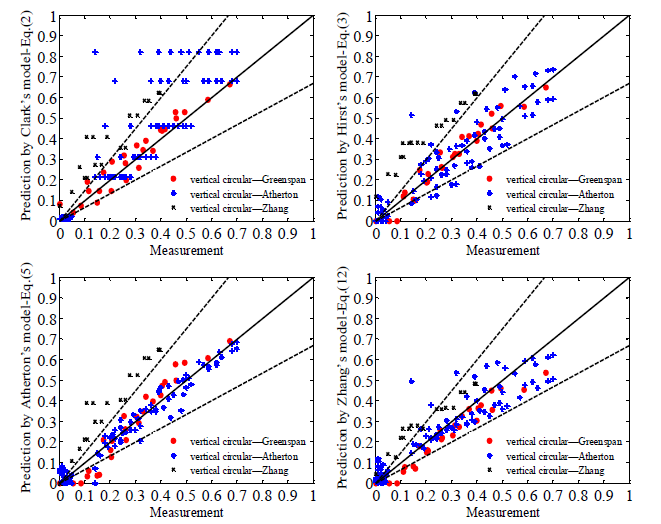 Prediction by Clark's model-Eq.(2)
1
0.9
0.8
0.7
0.6
0.5
0.4
0.3
0.2
0.1
0
vertical circular—Greenspan
vertical circular—Atherton
vertical circular—Zhang
0 0.1 0.2 0.3 0.4 0.5 0.6 0.7 0.8 0.9 1
Measurement
Prediction by Hirst's model-Eq.(3)
1
0.9
0.8
0.7
0.6
0.5
0.4
0.3
0.2
0.1
0
vertical circular—Greenspan
vertical circular—Atherton
vertical circular—Zhang
0 0.1 0.2 0.3 0.4 0.5 0.6 0.7 0.8 0.9 1
Measurement
Prediction by Atherton's model-Eq.(5)
1
0.9
0.8
0.7
0.6
0.5
0.4
0.3
0.2
0.1
0
vertical circular—Greenspan
vertical circular—Atherton
vertical circular—Zhang
0 0.1 0.2 0.3 0.4 0.5 0.6 0.7 0.8 0.9 1
Measurement
Prediction by Zhang's model-Eq.(12)
1
0.9
0.8
0.7
0.6
0.5
0.4
0.3
0.2
0.1
0
vertical circular—Greenspan
vertical circular—Atherton
vertical circular—Zhang
0 0.1 0.2 0.3 0.4 0.5 0.6 0.7 0.8 0.9 1
Measurement